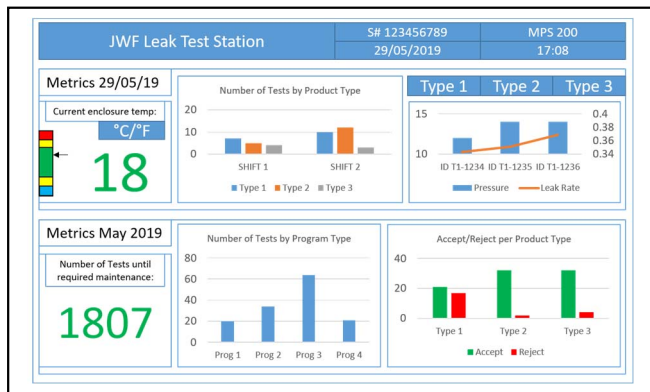 JWF Leak Test Station
S# 123456789
MPS 200
29/05/2019
17:08
Metrics 29/05/19
Current enclosure temp:
°C/°F
18
Number of Tests by Product Type
20
10
0
SHIFT 1
SHIFT 2
Type 1
Type 2
Type 3
Type 1
Type 2
Type 3
15
10
0.4
0.38
0.36
0.34
ID T1-1234
ID T1-1235
ID T1-1236
Pressure
Leak Rate
Metrics May 2019
Number of Tests until
required maintenance:
1807
Number of Tests by Program Type
80
60
40
20
0
Prog 1
Prog 2
Prog 3
Prog 4
Accept/Reject per Product Type
40
20
0
Type 1
Type 2
Type 3
Accept
Reject